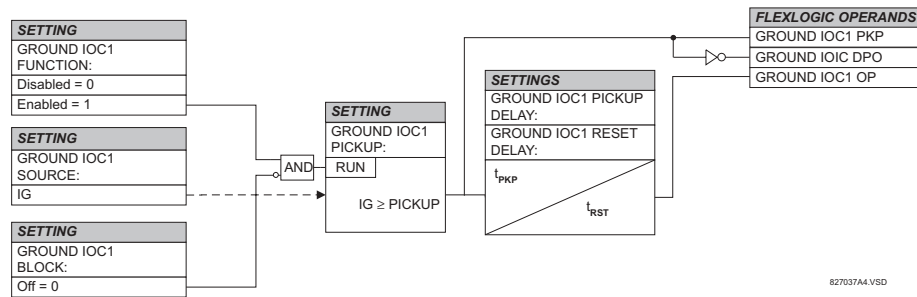 SETTING
GROUND IOC1
FUNCTION:
Disabled = 0
Enabled = 1
SETTING
GROUND IOC1
SOURCE:
IG
SETTING
GROUND IOC1
BLOCK:
Off = 0
AND
SETTING
GROUND IOC1
PICKUP:
RUN
IG ≥ PICKUP
SETTINGS
GROUND IOC1 PICKUP
DELAY:
GROUND IOC1 RESET
DELAY:
tPKP
tRST
FLEXLOGIC OPERANDS
GROUND IOC1 PKP
GROUND IOIC DPO
GROUND IOC1 OP
827037A4.VSD